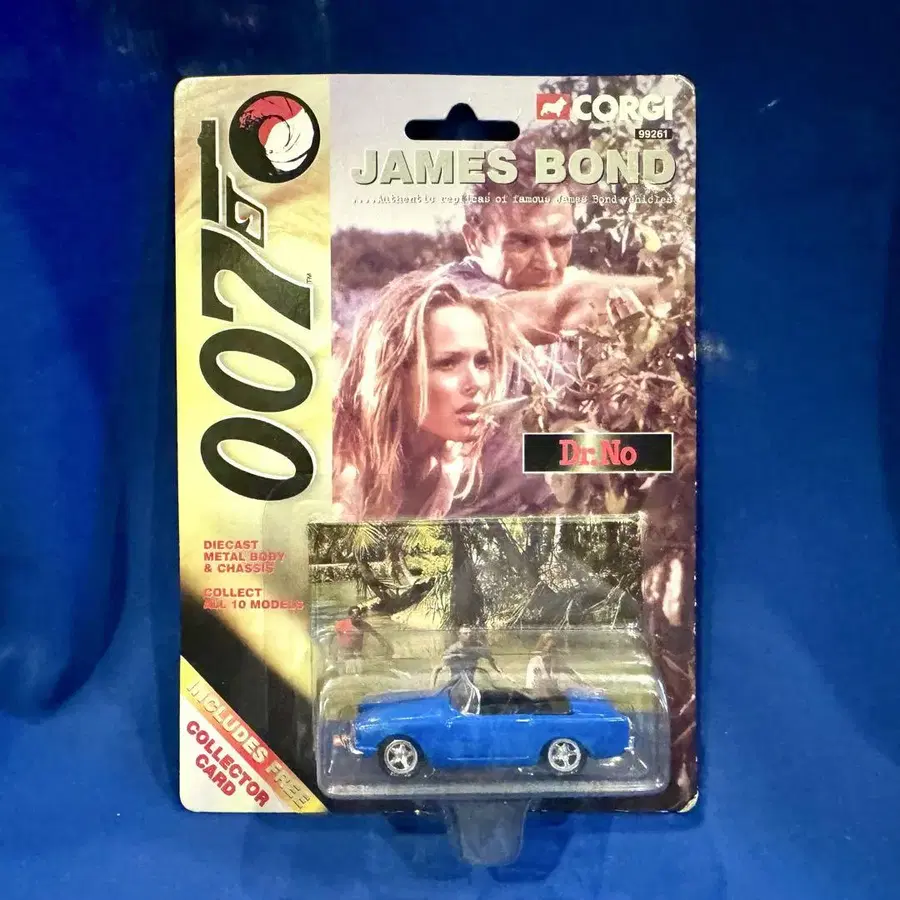 CORGI
99261
JAMES BOND
....Authentic replicas of famous James Bond vehicles
007
TM
Dr.No
DIECAST
METAL BODY
& CHASSIS
COLLECT
ALL 10 MODELS
INCLUDES FREE
COLLECTOR
CARD